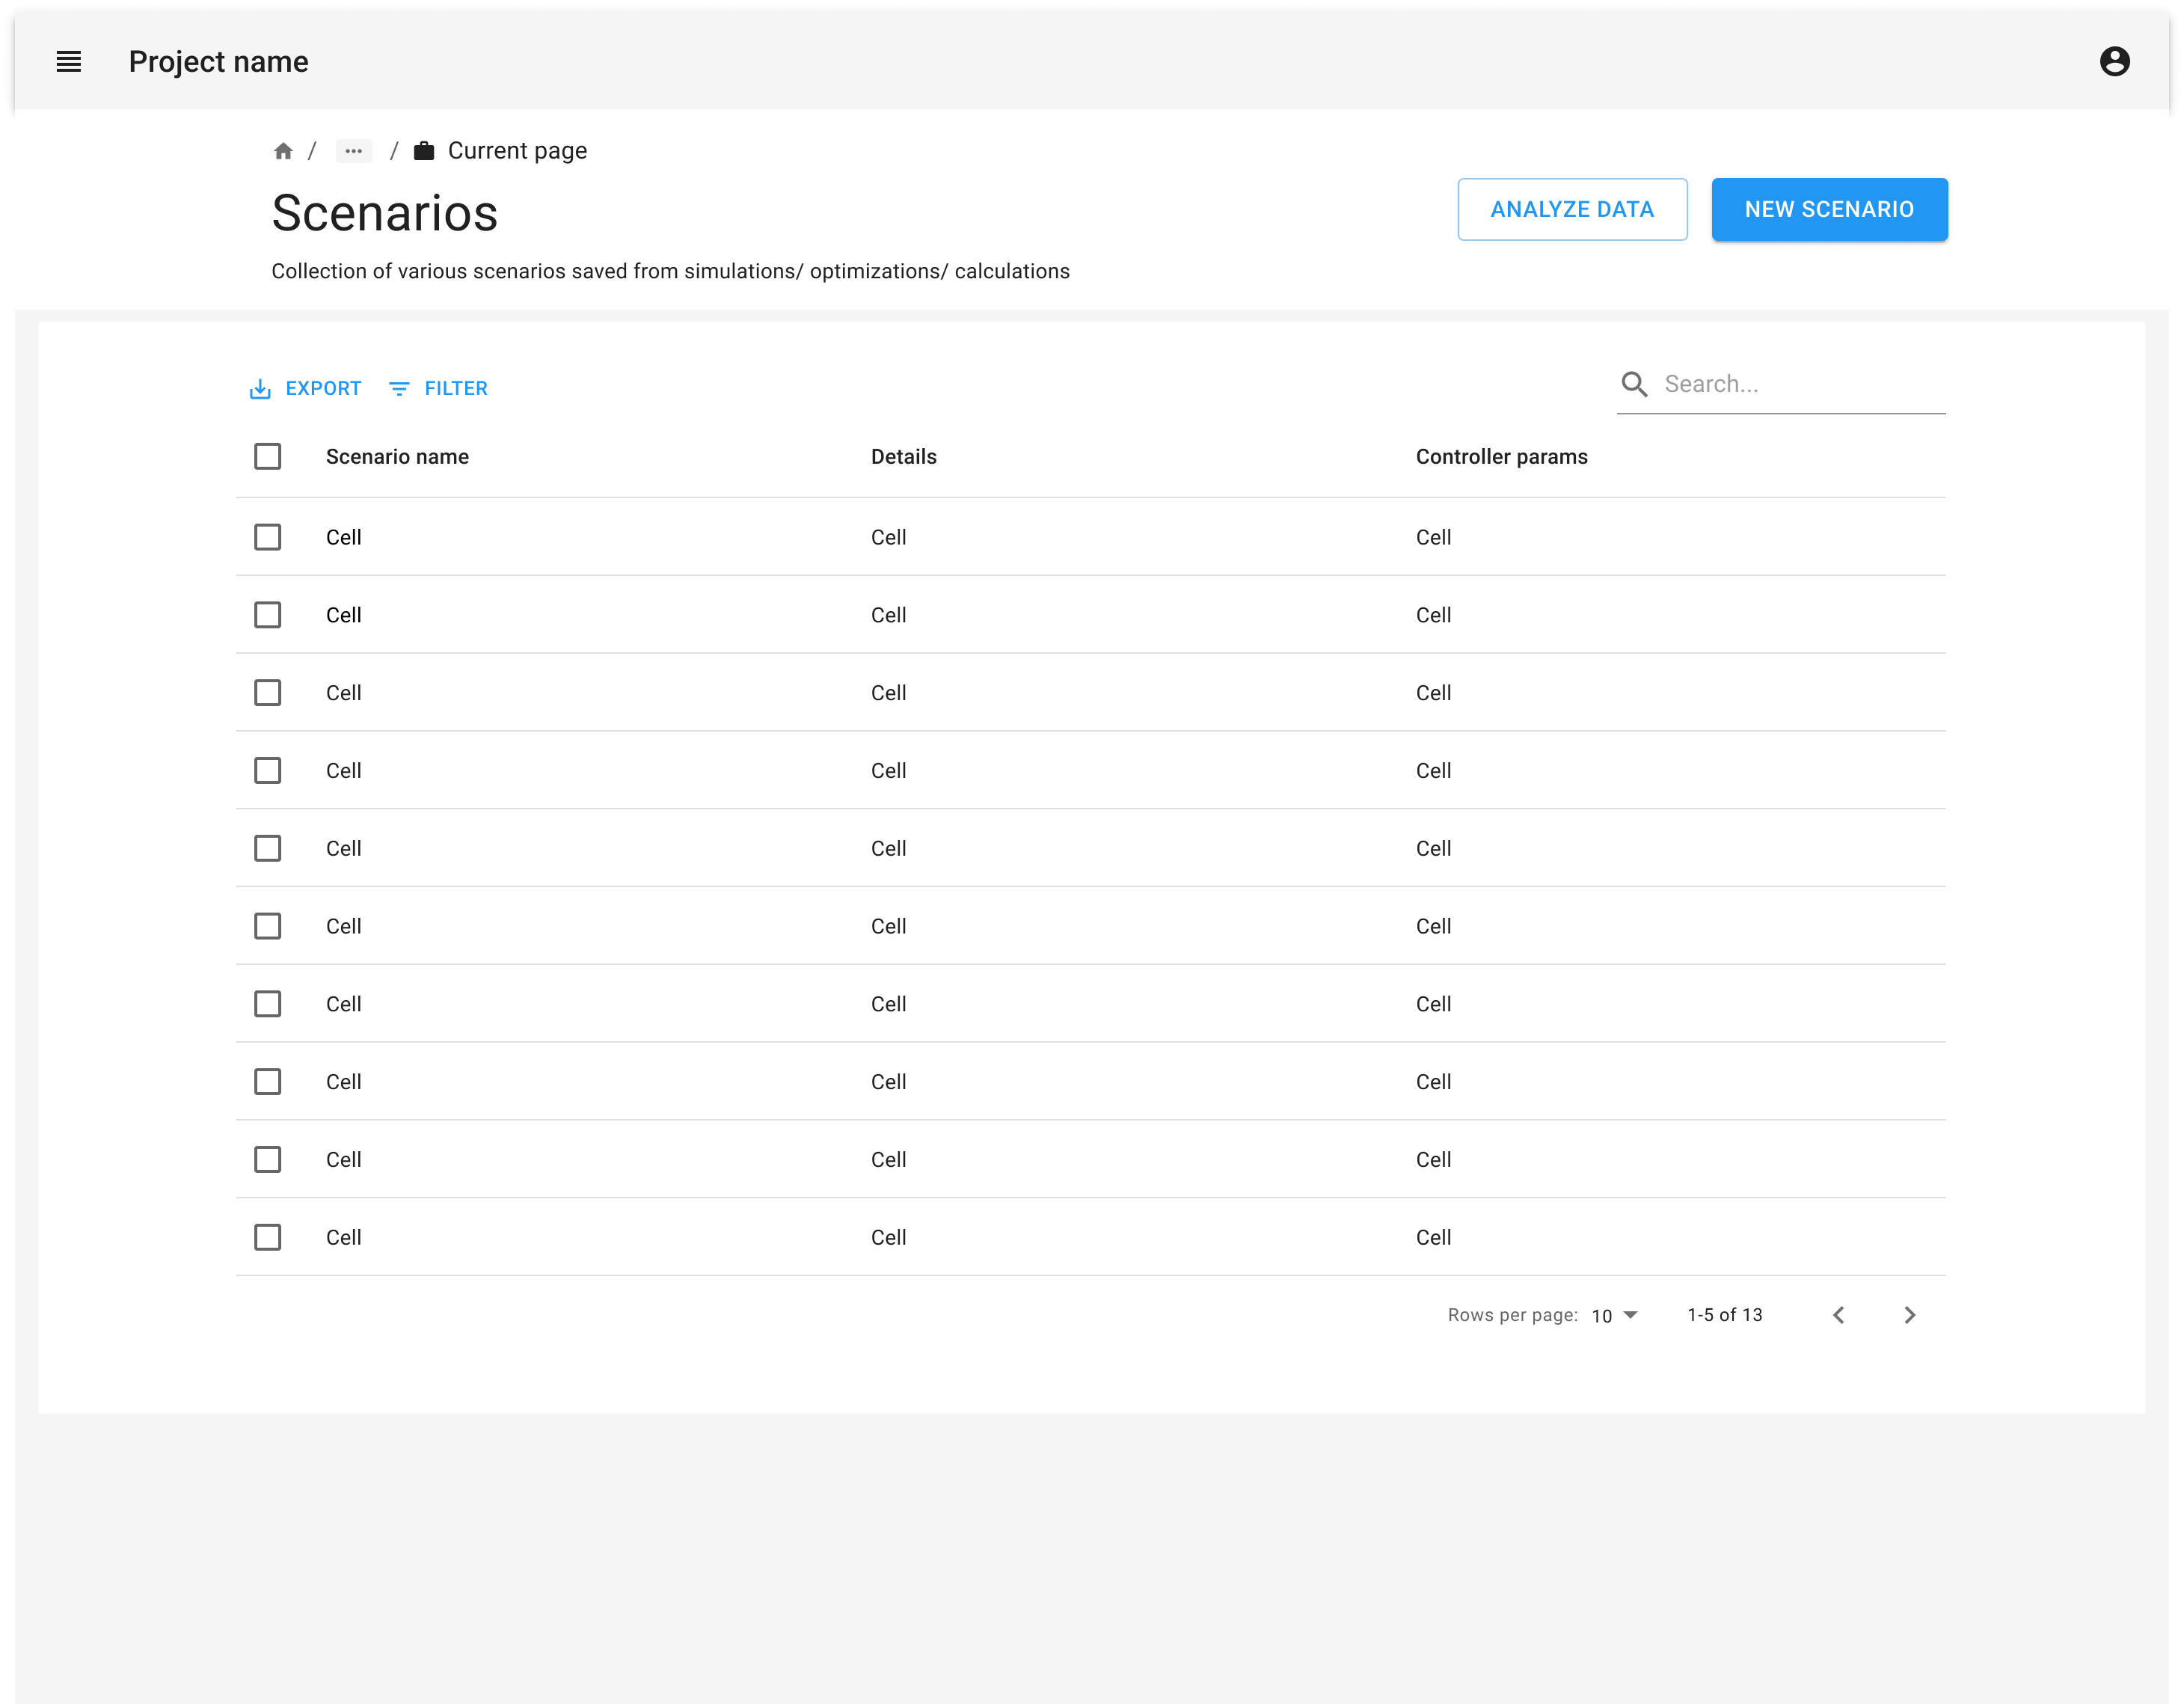 Project name
/ ... / Current page
Scenarios
ANALYZE DATA NEW SCENARIO
Collection of various scenarios saved from simulations/ optimizations/ calculations
EXPORT FILTER Search...
Scenario name Details Controller params
Cell Cell Cell
Cell Cell Cell
Cell Cell Cell
Cell Cell Cell
Cell Cell Cell
Cell Cell Cell
Cell Cell Cell
Cell Cell Cell
Cell Cell Cell
Cell Cell Cell
Rows per page: 10 1-5 of 13